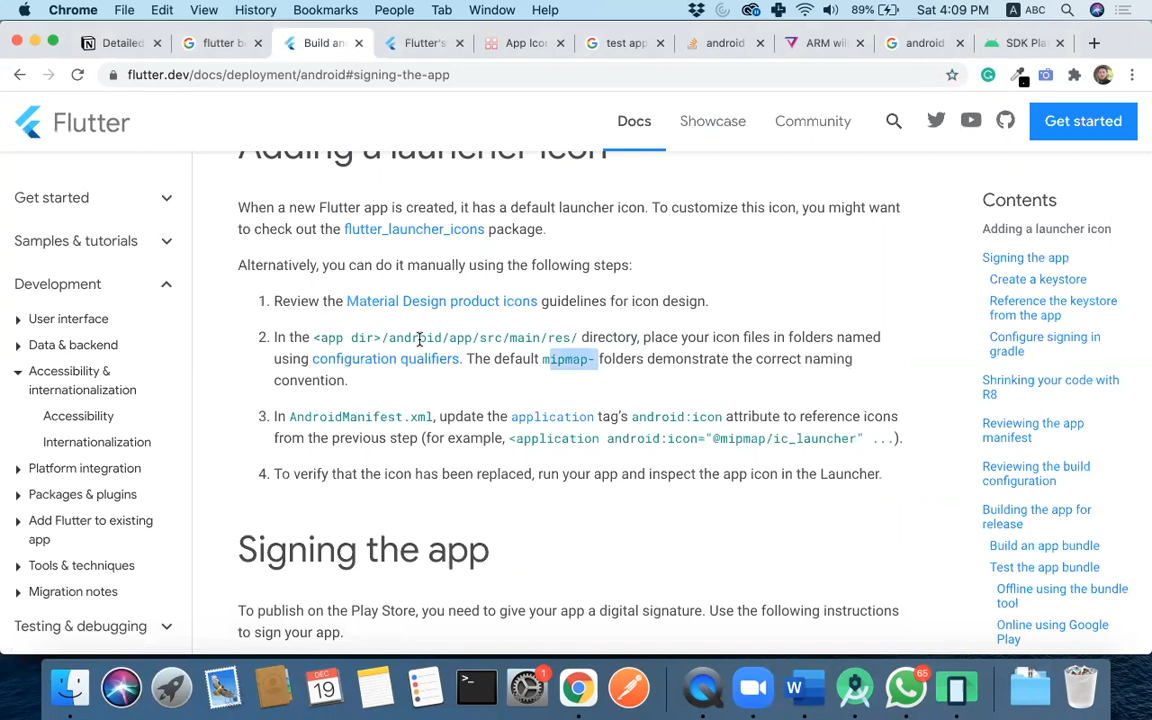 Chrome File Edit View History Bookmarks People Tab Window Help 89% Sat 4:09 PM A ABC
Detailed flutter b Build an Flutter's App Ico test app android ARM wi android SDK Pla
flutter.dev/docs/deployment/android#signing-the-app
Flutter Docs Showcase Community Get started
Adding a launcher icon
When a new Flutter app is created, it has a default launcher icon. To customize this icon, you might want
to check out the flutter_launcher_icons package.
Alternatively, you can do it manually using the following steps:
1. Review the Material Design product icons guidelines for icon design.
2. In the <app dir>/android/app/src/main/res/ directory, place your icon files in folders named
using configuration qualifiers. The default mipmap- folders demonstrate the correct naming
convention.
3. In AndroidManifest.xml, update the application tag's android:icon attribute to reference icons
from the previous step (for example, <application android:icon="@mipmap/ic_launcher" ...).
4. To verify that the icon has been replaced, run your app and inspect the app icon in the Launcher.
Signing the app
To publish on the Play Store, you need to give your app a digital signature. Use the following instructions
to sign your app.
Get started
Samples & tutorials
Development
User interface
Data & backend
Accessibility &
internationalization
Accessibility
Internationalization
Platform integration
Packages & plugins
Add Flutter to existing
app
Tools & techniques
Migration notes
Testing & debugging
Contents
Adding a launcher icon
Signing the app
Create a keystore
Reference the keystore
from the app
Configure signing in
gradle
Shrinking your code with
R8
Reviewing the app
manifest
Reviewing the build
configuration
Building the app for
release
Build an app bundle
Test the app bundle
Offline using the bundle
tool
Online using Google
Play
DEC
19
1
W
65